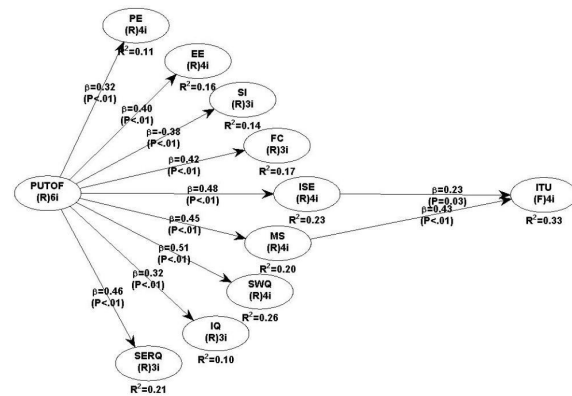 PE
(R)4i
R²=0.11
β=0.32
(P<.01)
EE
(R)4i
R²=0.16
β=0.40
(P<.01)
SI
(R)3i
R²=0.14
β=-0.38
(P<.01)
FC
(R)3i
R²=0.17
β=0.42
(P<.01)
PUTOF
(R)6i
β=0.48
(P<.01)
ISE
(R)4i
R²=0.23
β=0.23
(P=0.03)
ITU
(F)4i
R²=0.33
β=0.45
(P<.01)
MS
(R)4i
R²=0.20
β=0.43
(P<.01)
β=0.51
(P<.01)
SWQ
(R)4i
R²=0.26
β=0.32
(P<.01)
IQ
(R)3i
R²=0.10
β=0.46
(P<.01)
SERQ
(R)3i
R²=0.21